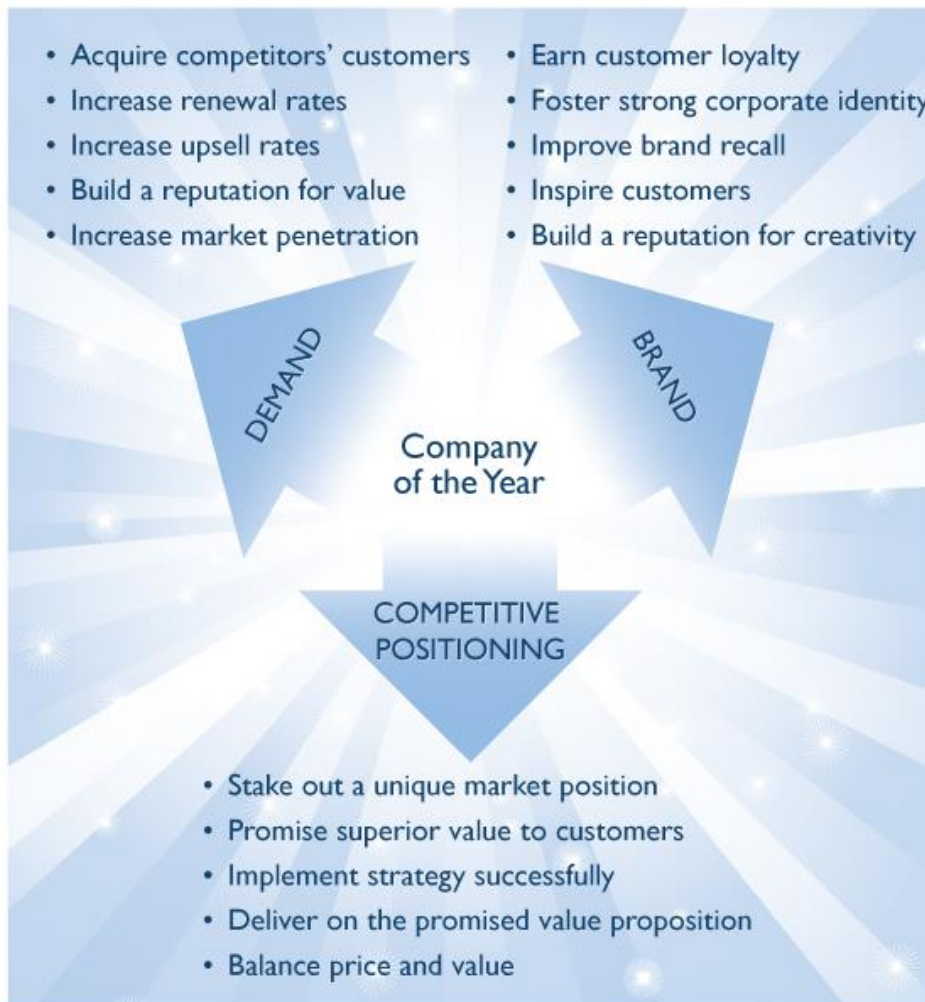 • Acquire competitors’ customers
• Increase renewal rates
• Increase upsell rates
• Build a reputation for value
• Increase market penetration
• Earn customer loyalty
• Foster strong corporate identity
• Improve brand recall
• Inspire customers
• Build a reputation for creativity
DEMAND
BRAND
Company
of the Year
COMPETITIVE
POSITIONING
• Stake out a unique market position
• Promise superior value to customers
• Implement strategy successfully
• Deliver on the promised value proposition
• Balance price and value